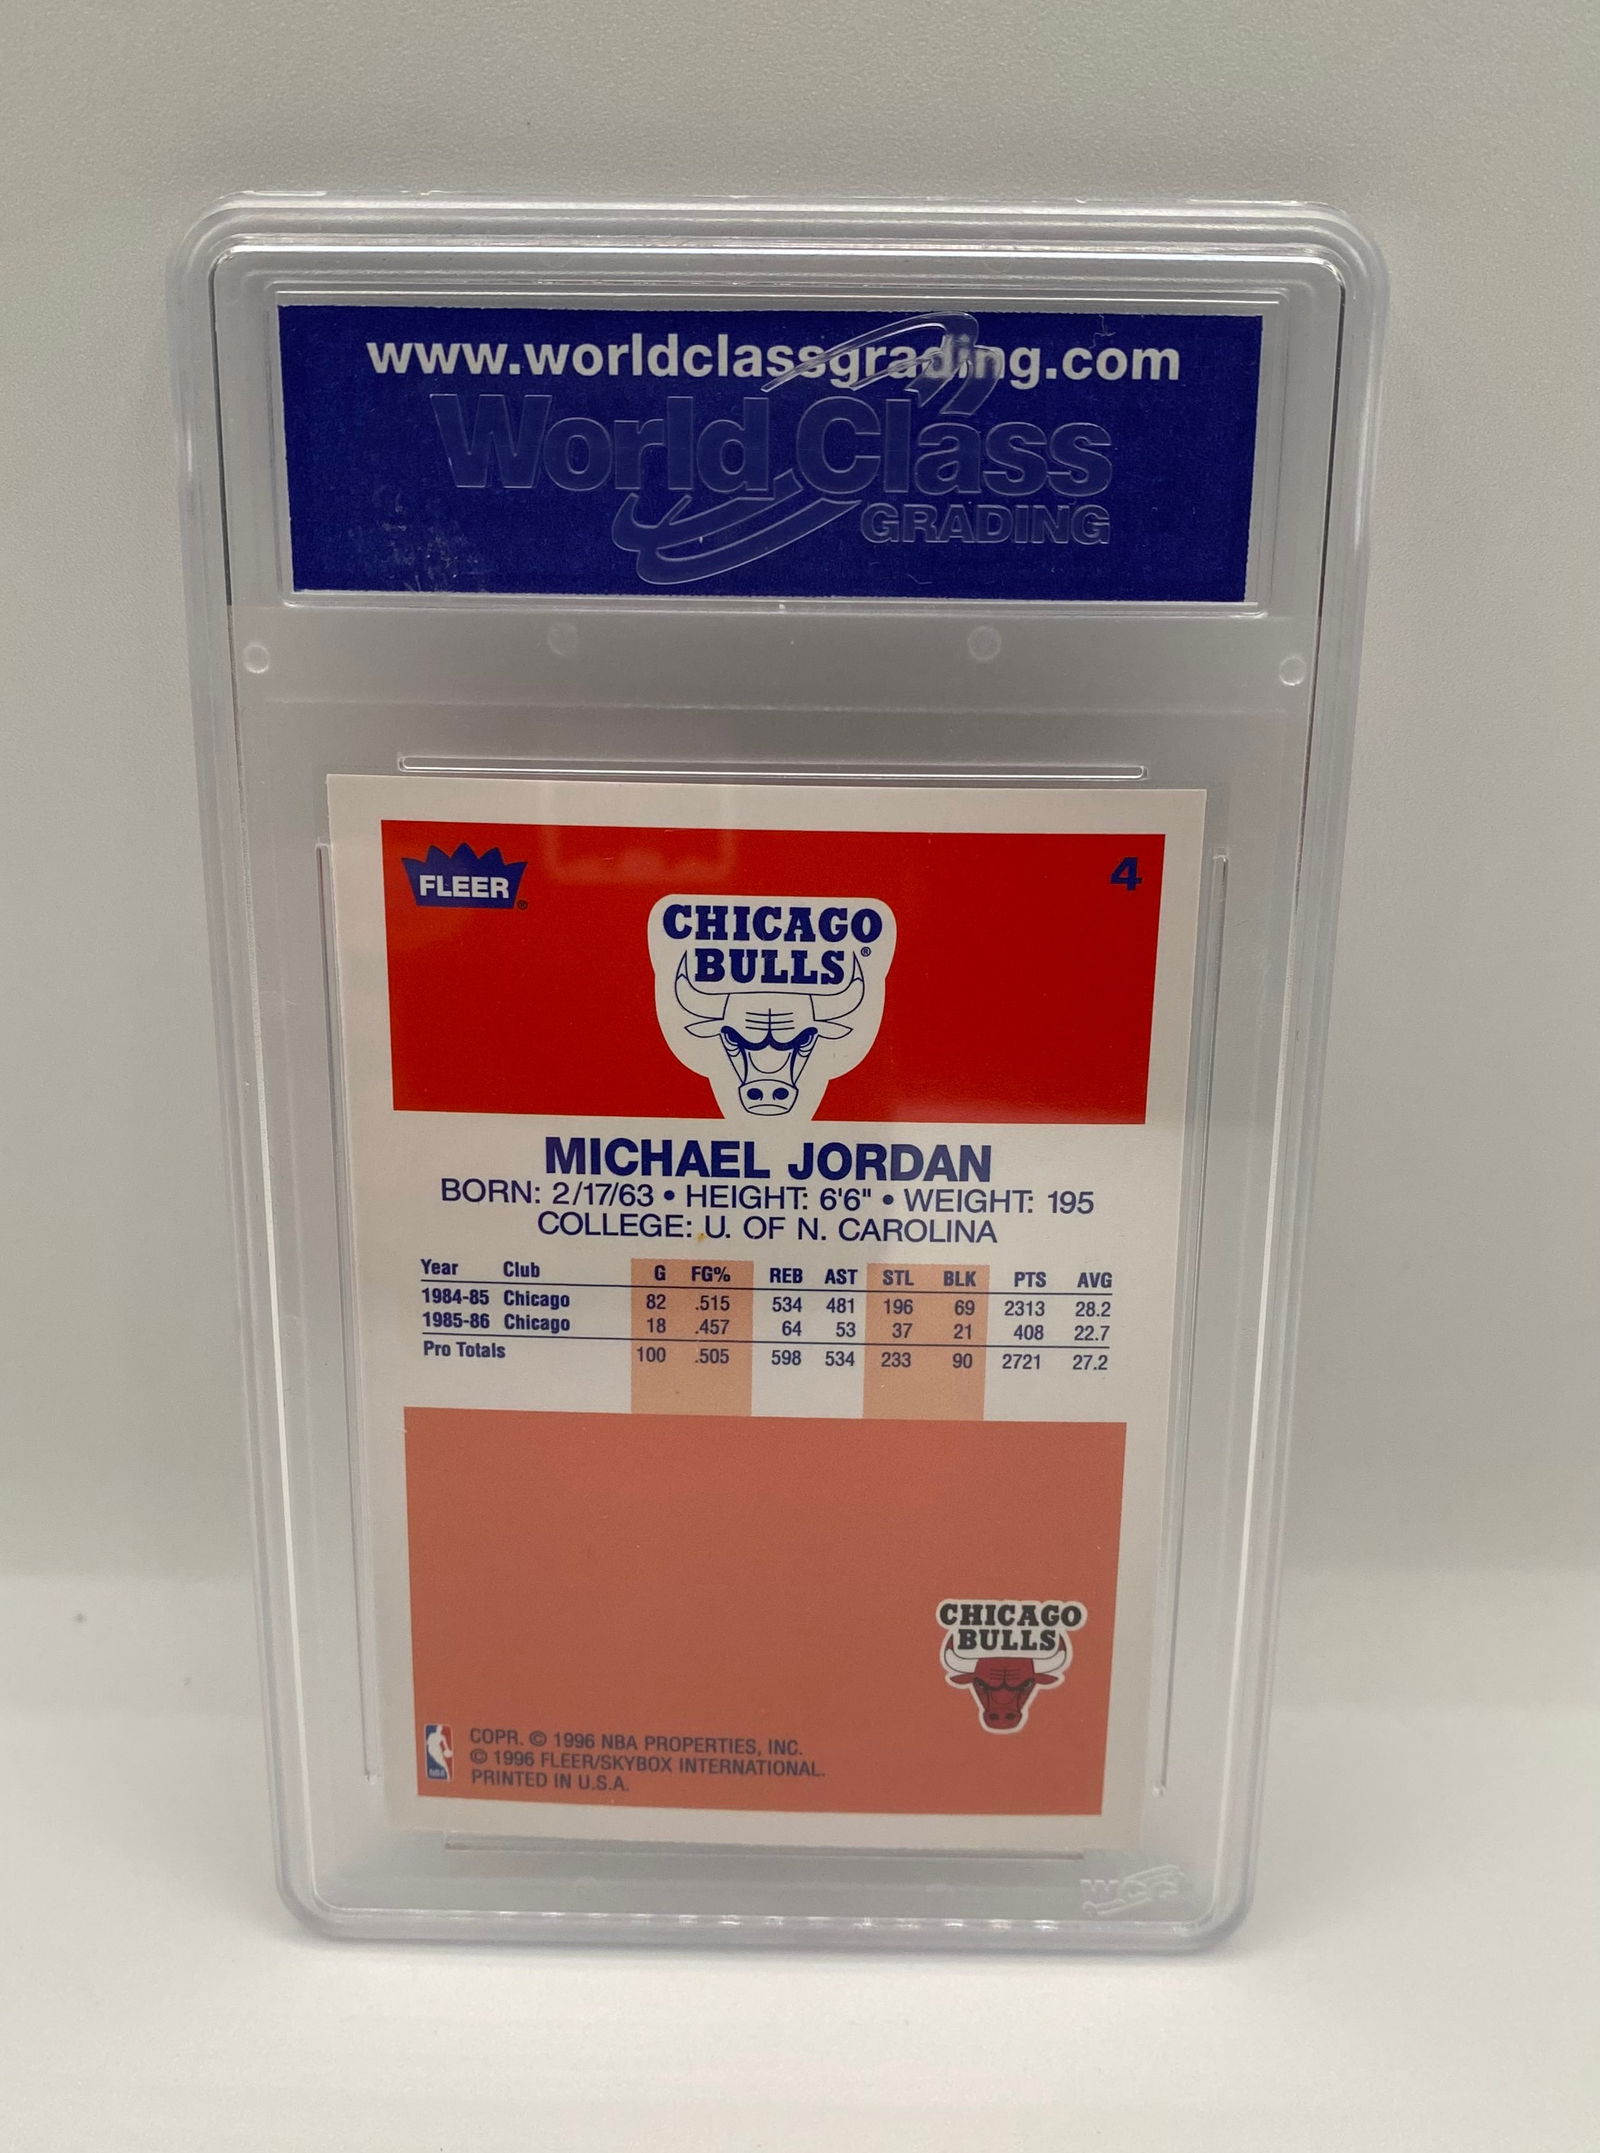 www.worldclassgrading.com
World Class
GRADING
FLEER®
4
CHICAGO
BULLS®
MICHAEL JORDAN
BORN: 2/17/63 • HEIGHT: 6'6" • WEIGHT: 195
COLLEGE: U. OF N. CAROLINA
Year Club G FG% REB AST STL BLK PTS AVG
1984-85 Chicago 82 .515 534 481 196 69 2313 28.2
1985-86 Chicago 18 .457 64 53 37 21 408 22.7
Pro Totals 100 .505 598 534 233 90 2721 27.2
CHICAGO
BULLS
NBA
COPR. © 1996 NBA PROPERTIES, INC.
© 1996 FLEER/SKYBOX INTERNATIONAL.
PRINTED IN U.S.A.
WCG